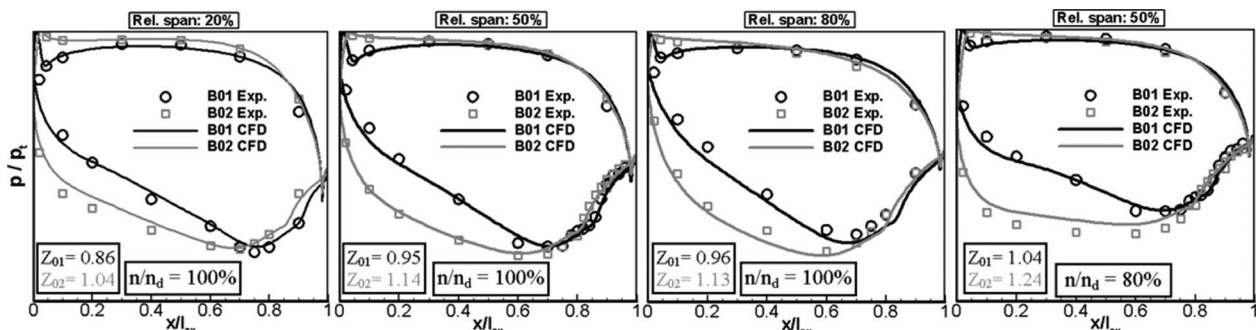 Rel. span: 20%
Rel. span: 50%
Rel. span: 80%
Rel. span: 50%
p / pt
B01 Exp.
B02 Exp.
B01 CFD
B02 CFD
B01 Exp.
B02 Exp.
B01 CFD
B02 CFD
B01 Exp.
B02 Exp.
B01 CFD
B02 CFD
B01 Exp.
B02 Exp.
B01 CFD
B02 CFD
Z01= 0.86
Z02= 1.04
n/nd = 100%
Z01= 0.95
Z02= 1.14
n/nd = 100%
Z01= 0.96
Z02= 1.13
n/nd = 100%
Z01= 1.04
Z02= 1.24
n/nd = 80%
0 0.2 0.4 0.6 0.8 1
0 0.2 0.4 0.6 0.8 1
0 0.2 0.4 0.6 0.8 1
0 0.2 0.4 0.6 0.8 1
x/lax
x/lax
x/lax
x/lax